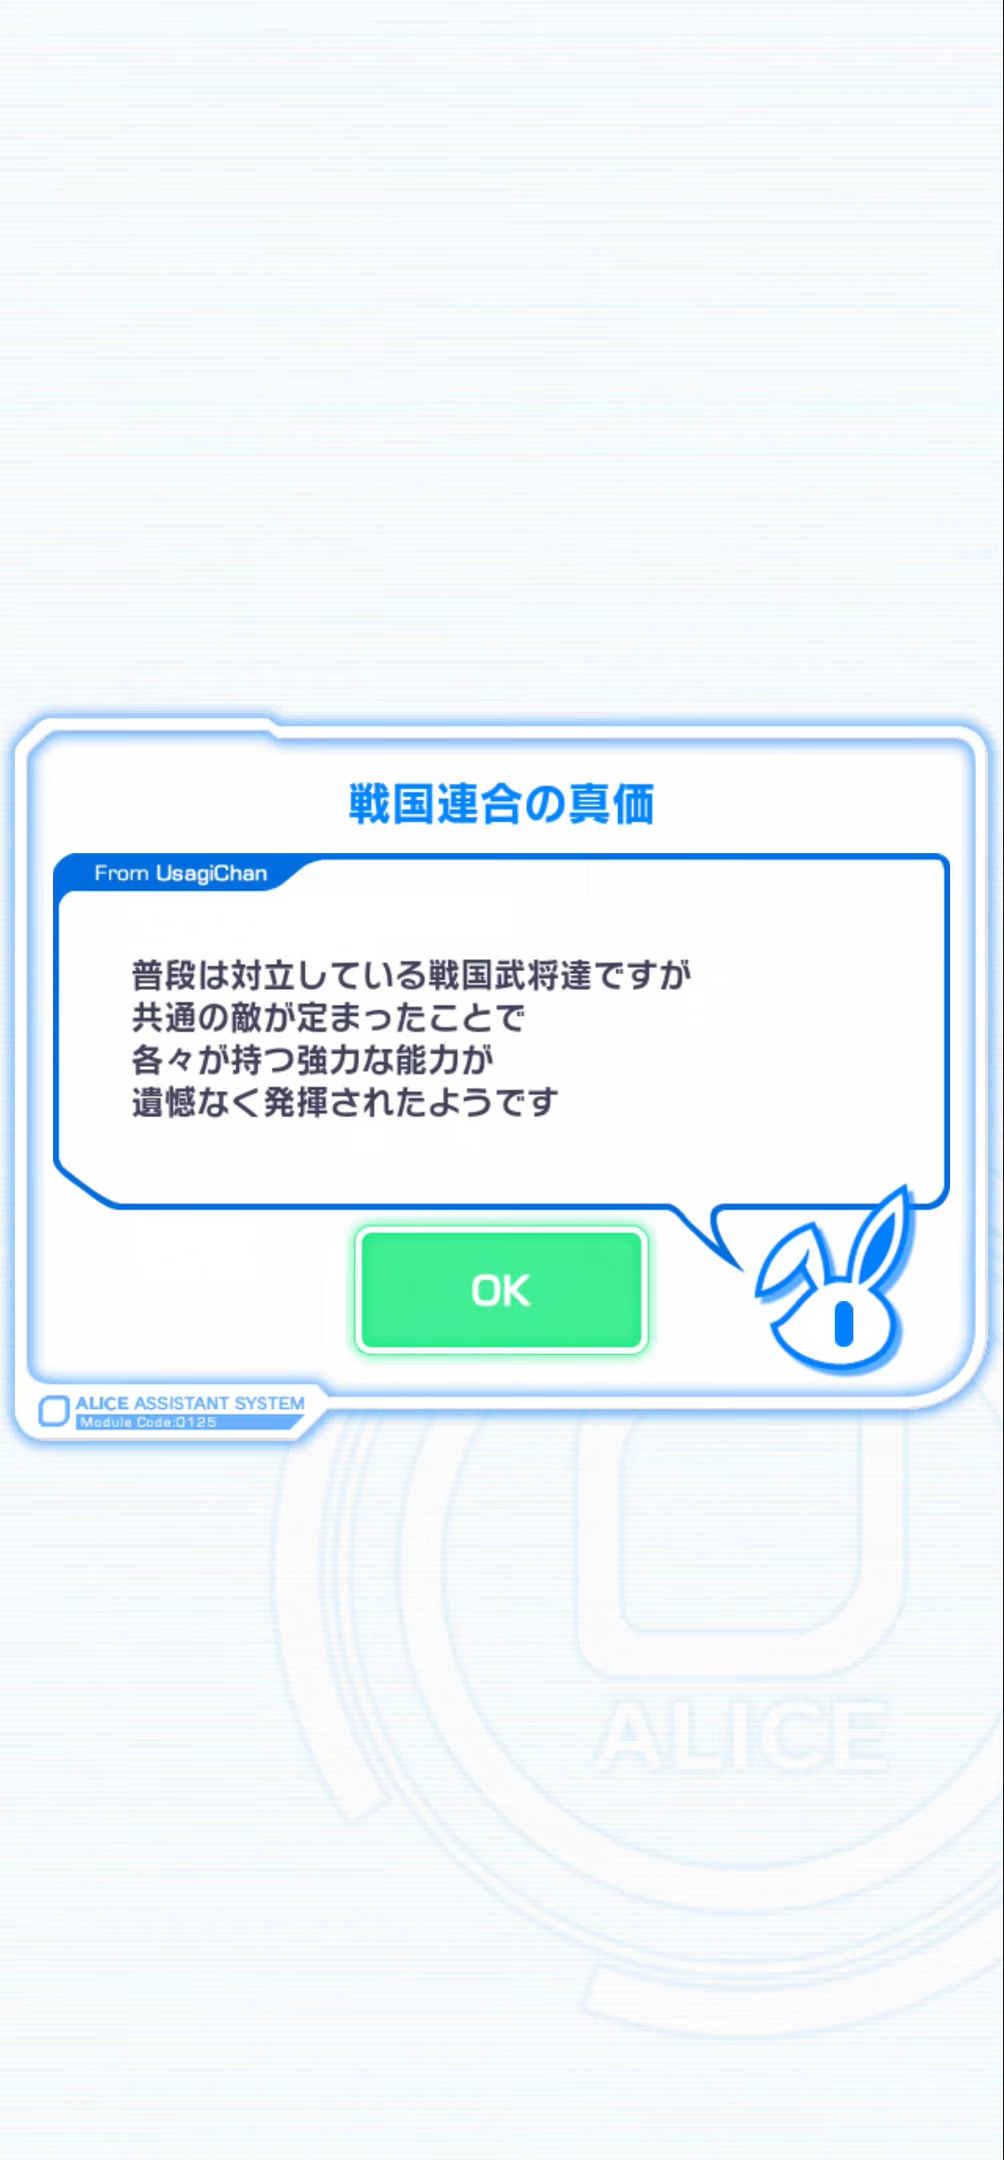 戦国連合の真価
From UsagiChan
普段は対立している戦国武将達ですが
共通の敵が定まったことで
各々が持つ強力な能力が
遺憾なく発揮されたようです
OK
ALICE ASSISTANT SYSTEM
Module Code:0125
ALICE